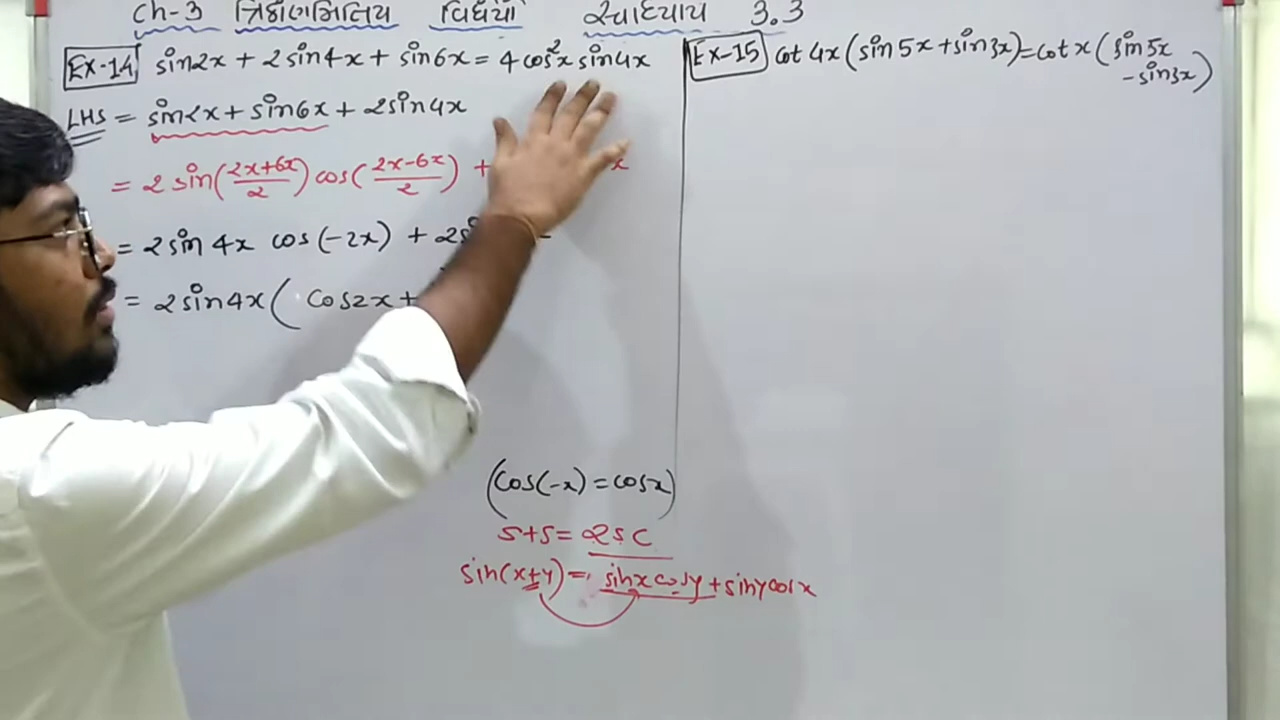 Ch-3 ત્રિકોણમિતિય વિધેયો સ્વાધ્યાય 3.3
Ex-14 sin2x + 2sin4x + sin6x = 4cos²x sin4x
LHS = sin2x + sin6x + 2sin4x
= 2 sin(2x+6x/2) cos(2x-6x/2) + x
= 2sin4x cos(-2x) + 2s
= 2sin4x ( cos2x +
(cos(-x) = cosx)
S+S = 2SC
sin(x+y) = sinx cosy + siny cosx
Ex-15 cot4x (sin5x + sin3x) = cotx (sin5x
-sin3x)